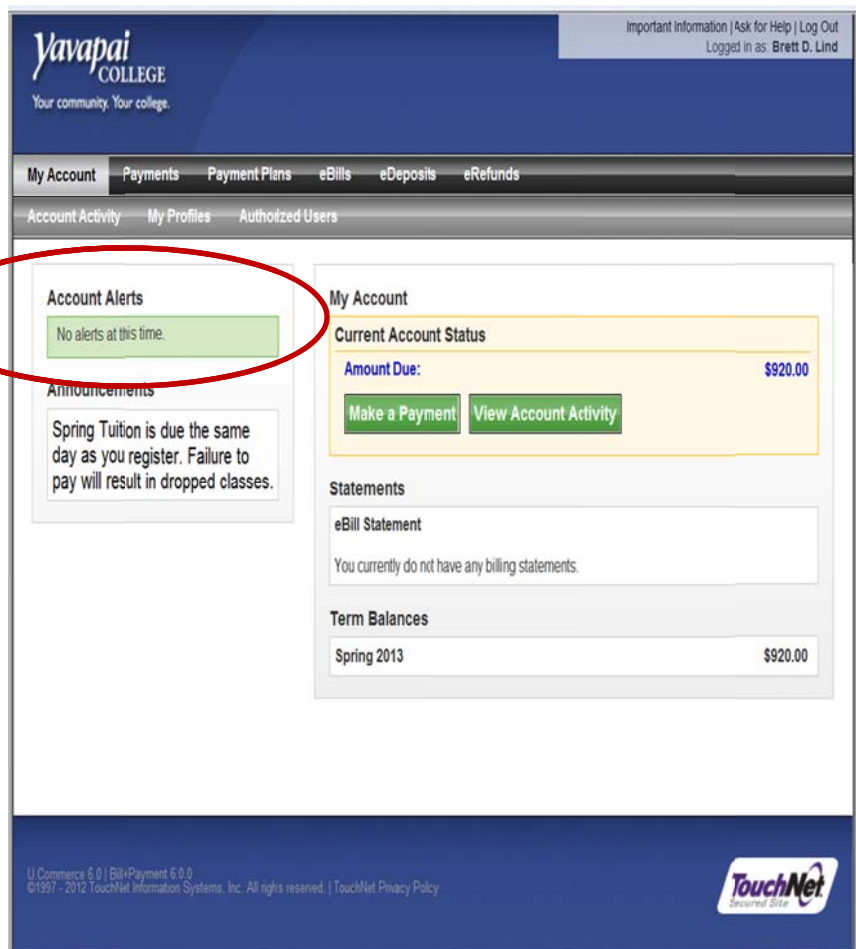 Yavapai
COLLEGE
Your community. Your college.
Important Information | Ask for Help | Log Out
Logged in as: Brett D. Lind
My Account Payments Payment Plans eBills eDeposits eRefunds
Account Activity My Profiles Authorized Users
Account Alerts
No alerts at this time.
Announcements
Spring Tuition is due the same
day as you register. Failure to
pay will result in dropped classes.
My Account
Current Account Status
Amount Due: $920.00
Make a Payment View Account Activity
Statements
eBill Statement
You currently do not have any billing statements.
Term Balances
Spring 2013 $920.00
U.Commerce 6.0 | Bill+Payment 6.0.0
©1997 - 2012 TouchNet Information Systems, Inc. All rights reserved. | TouchNet Privacy Policy
TouchNet
Secured Site